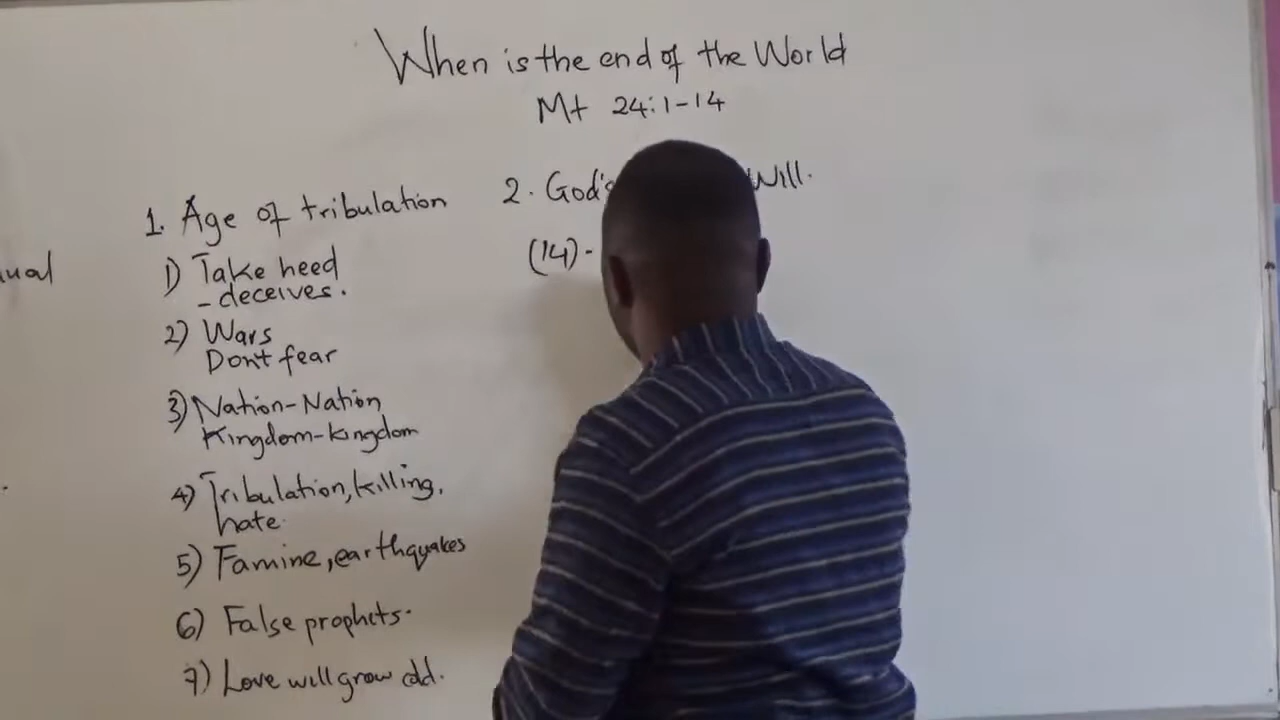 When is the end of the World
Mt 24:1-14
1. Age of tribulation
1) Take heed
- deceives.
2) Wars
Dont fear
3) Nation-Nation
Kingdom-kingdom
4) Tribulation, killing,
hate.
5) Famine, earthquakes
6) False prophets.
7) Love will grow cold.
2. God's Will.
(14) -